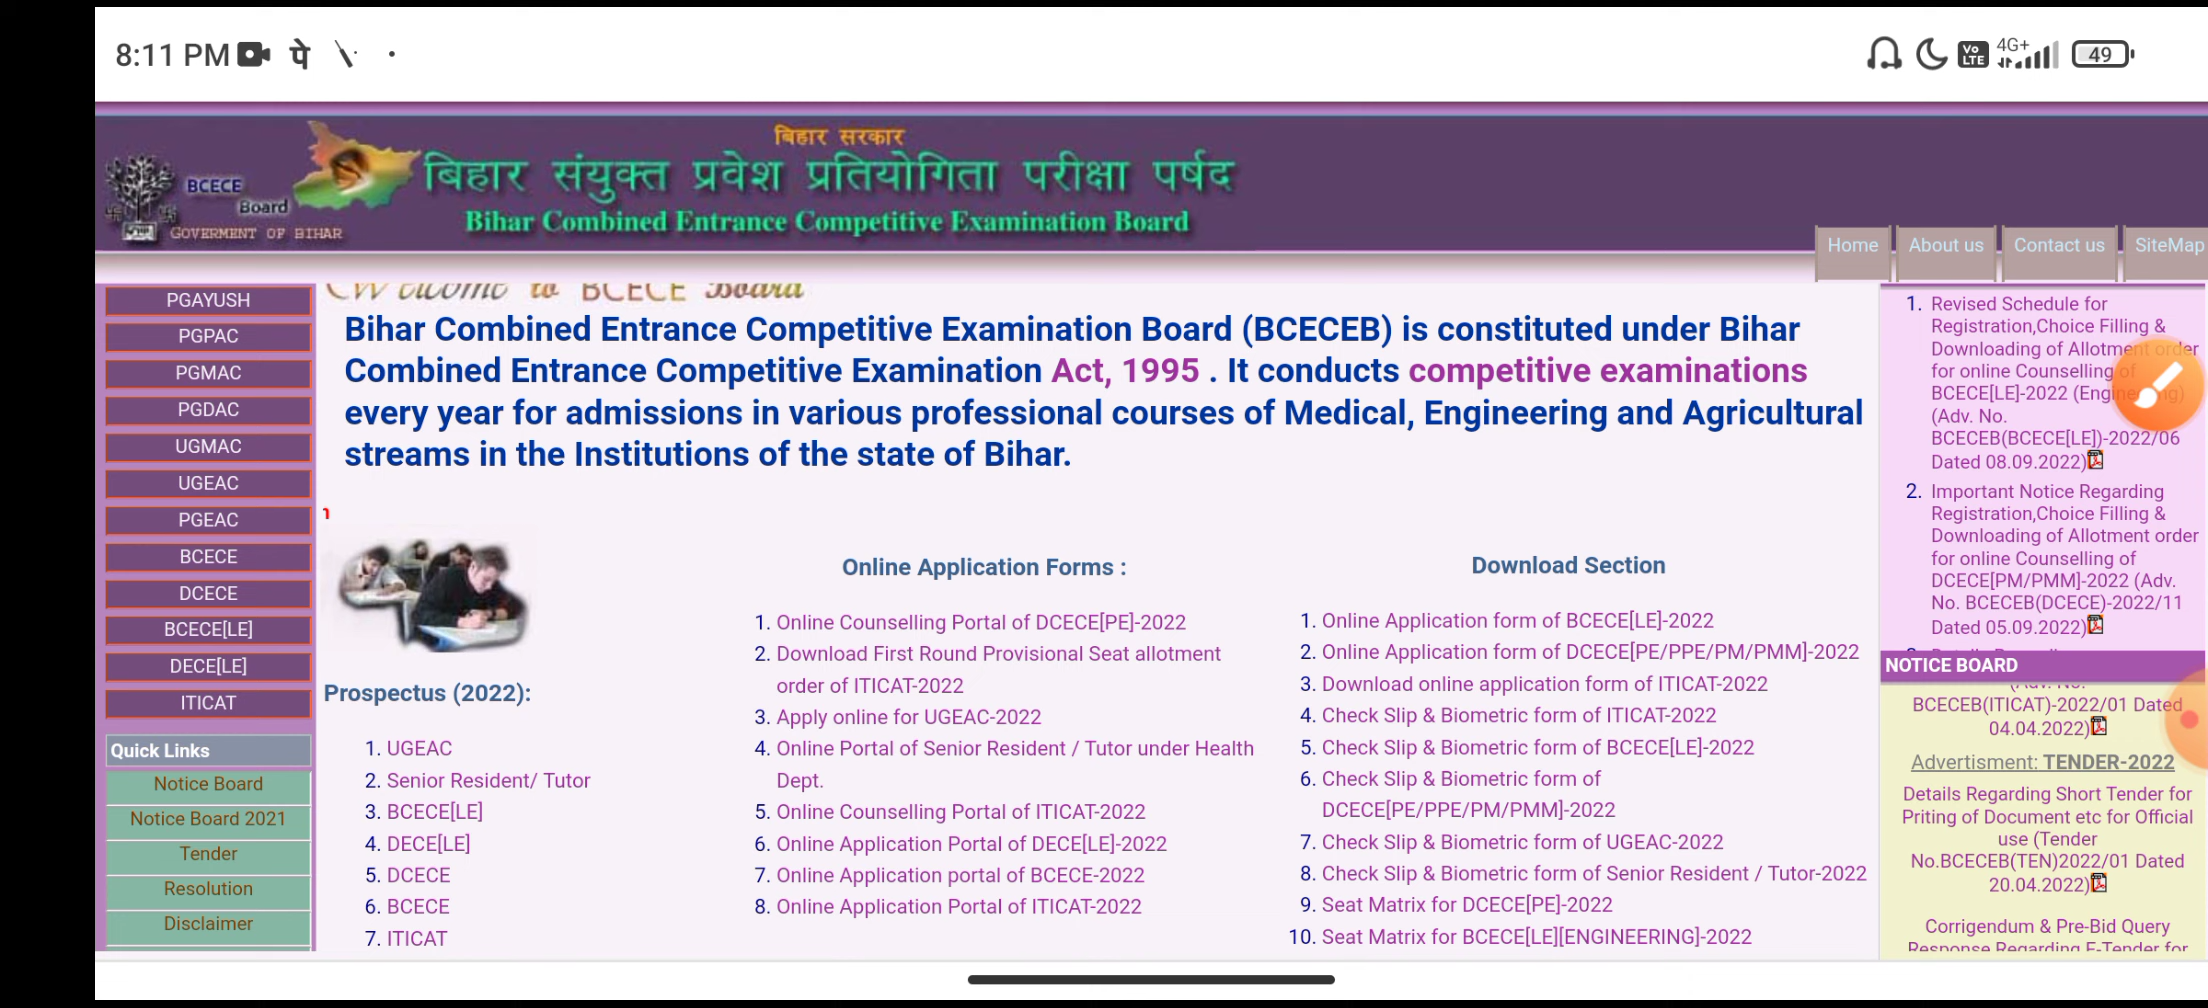 8:11 PM पे
Vo LTE 4G+ 49
बिहार सरकार
बिहार संयुक्त प्रवेश प्रतियोगिता परीक्षा पर्षद
Bihar Combined Entrance Competitive Examination Board
BCECE
Board
GOVERMENT OF BIHAR
Home
About us
Contact us
SiteMap
PGAYUSH
PGPAC
PGMAC
PGDAC
UGMAC
UGEAC
PGEAC
BCECE
DCECE
BCECE[LE]
DECE[LE]
ITICAT
Quick Links
Notice Board
Notice Board 2021
Tender
Resolution
Disclaimer
Welcome to BCECE Board
Bihar Combined Entrance Competitive Examination Board (BCECEB) is constituted under Bihar
Combined Entrance Competitive Examination Act, 1995 . It conducts competitive examinations
every year for admissions in various professional courses of Medical, Engineering and Agricultural
streams in the Institutions of the state of Bihar.
Prospectus (2022):
1. UGEAC
2. Senior Resident/ Tutor
3. BCECE[LE]
4. DECE[LE]
5. DCECE
6. BCECE
7. ITICAT
Online Application Forms :
1. Online Counselling Portal of DCECE[PE]-2022
2. Download First Round Provisional Seat allotment
order of ITICAT-2022
3. Apply online for UGEAC-2022
4. Online Portal of Senior Resident / Tutor under Health
Dept.
5. Online Counselling Portal of ITICAT-2022
6. Online Application Portal of DECE[LE]-2022
7. Online Application portal of BCECE-2022
8. Online Application Portal of ITICAT-2022
Download Section
1. Online Application form of BCECE[LE]-2022
2. Online Application form of DCECE[PE/PPE/PM/PMM]-2022
3. Download online application form of ITICAT-2022
4. Check Slip & Biometric form of ITICAT-2022
5. Check Slip & Biometric form of BCECE[LE]-2022
6. Check Slip & Biometric form of
DCECE[PE/PPE/PM/PMM]-2022
7. Check Slip & Biometric form of UGEAC-2022
8. Check Slip & Biometric form of Senior Resident / Tutor-2022
9. Seat Matrix for DCECE[PE]-2022
10. Seat Matrix for BCECE[LE][ENGINEERING]-2022
1. Revised Schedule for
Registration,Choice Filling &
Downloading of Allotment order
for online Counselling of
BCECE[LE]-2022 (Engineering)
(Adv. No.
BCECEB(BCECE[LE])-2022/06
Dated 08.09.2022)
2. Important Notice Regarding
Registration,Choice Filling &
Downloading of Allotment order
for online Counselling of
DCECE[PM/PMM]-2022 (Adv.
No. BCECEB(DCECE)-2022/11
Dated 05.09.2022)
NOTICE BOARD
(Adv. No.
BCECEB(ITICAT)-2022/01 Dated
04.04.2022)
Advertisment: TENDER-2022
Details Regarding Short Tender for
Priting of Document etc for Official
use (Tender
No.BCECEB(TEN)2022/01 Dated
20.04.2022)
Corrigendum & Pre-Bid Query
Response Regarding E-Tender for